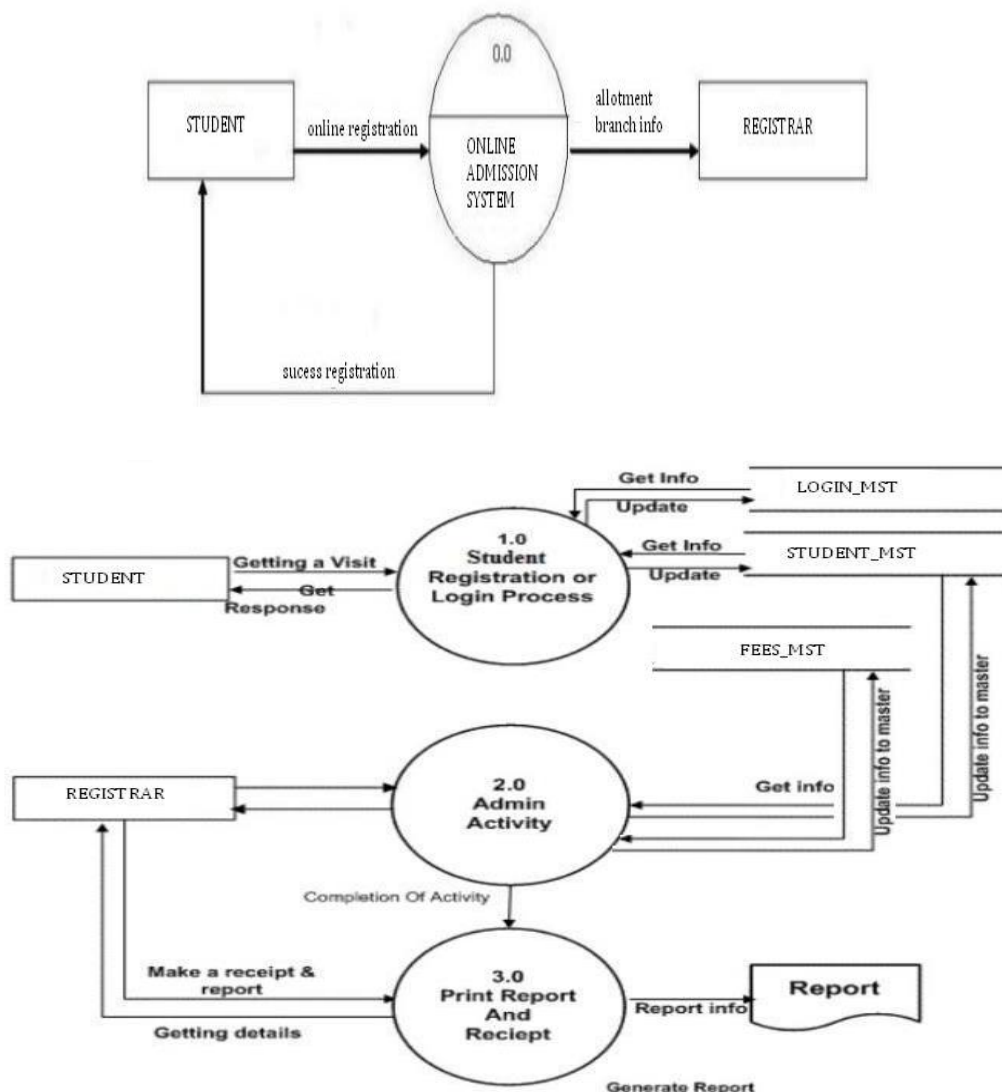 0.0
STUDENT
online registration
ONLINE
ADMISSION
SYSTEM
allotment
branch info
REGISTRAR
sucess registration
Get Info
LOGIN_MST
Update
1.0
Student
Registration or
Login Process
Get Info
STUDENT_MST
Update
STUDENT
Getting a Visit
Get
Response
FEES_MST
Update info to master
Update info to master
REGISTRAR
2.0
Admin
Activity
Get info
Completion Of Activity
3.0
Print Report
And
Reciept
Make a receipt &
report
Getting details
Report info
Report
Generate Report